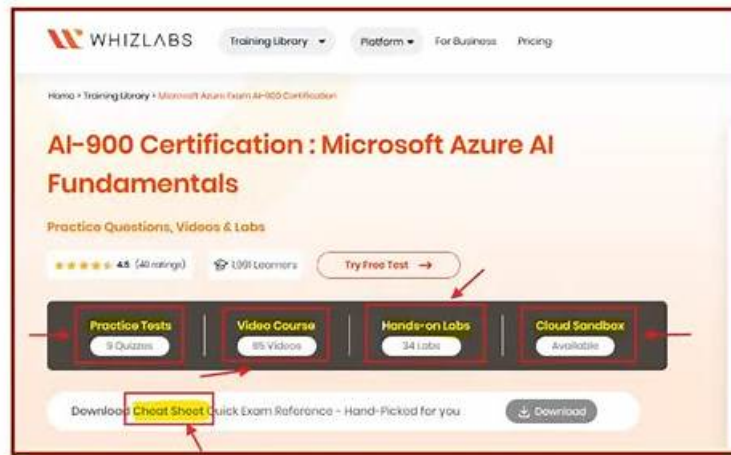 WHIZLABS Training Library Platform For Business Pricing
Home > Training Library > Microsoft Azure Exam AI-900 Certification
AI-900 Certification : Microsoft Azure AI
Fundamentals
Practice Questions, Videos & Labs
4.5 (40 ratings) 1,991 Learners Try Free Test →
Practice Tests Video Course Hands-on Labs Cloud Sandbox
9 Quizzes 65 Videos 34 Labs Available
Download Cheat Sheet Quick Exam Reference - Hand-Picked for you Download